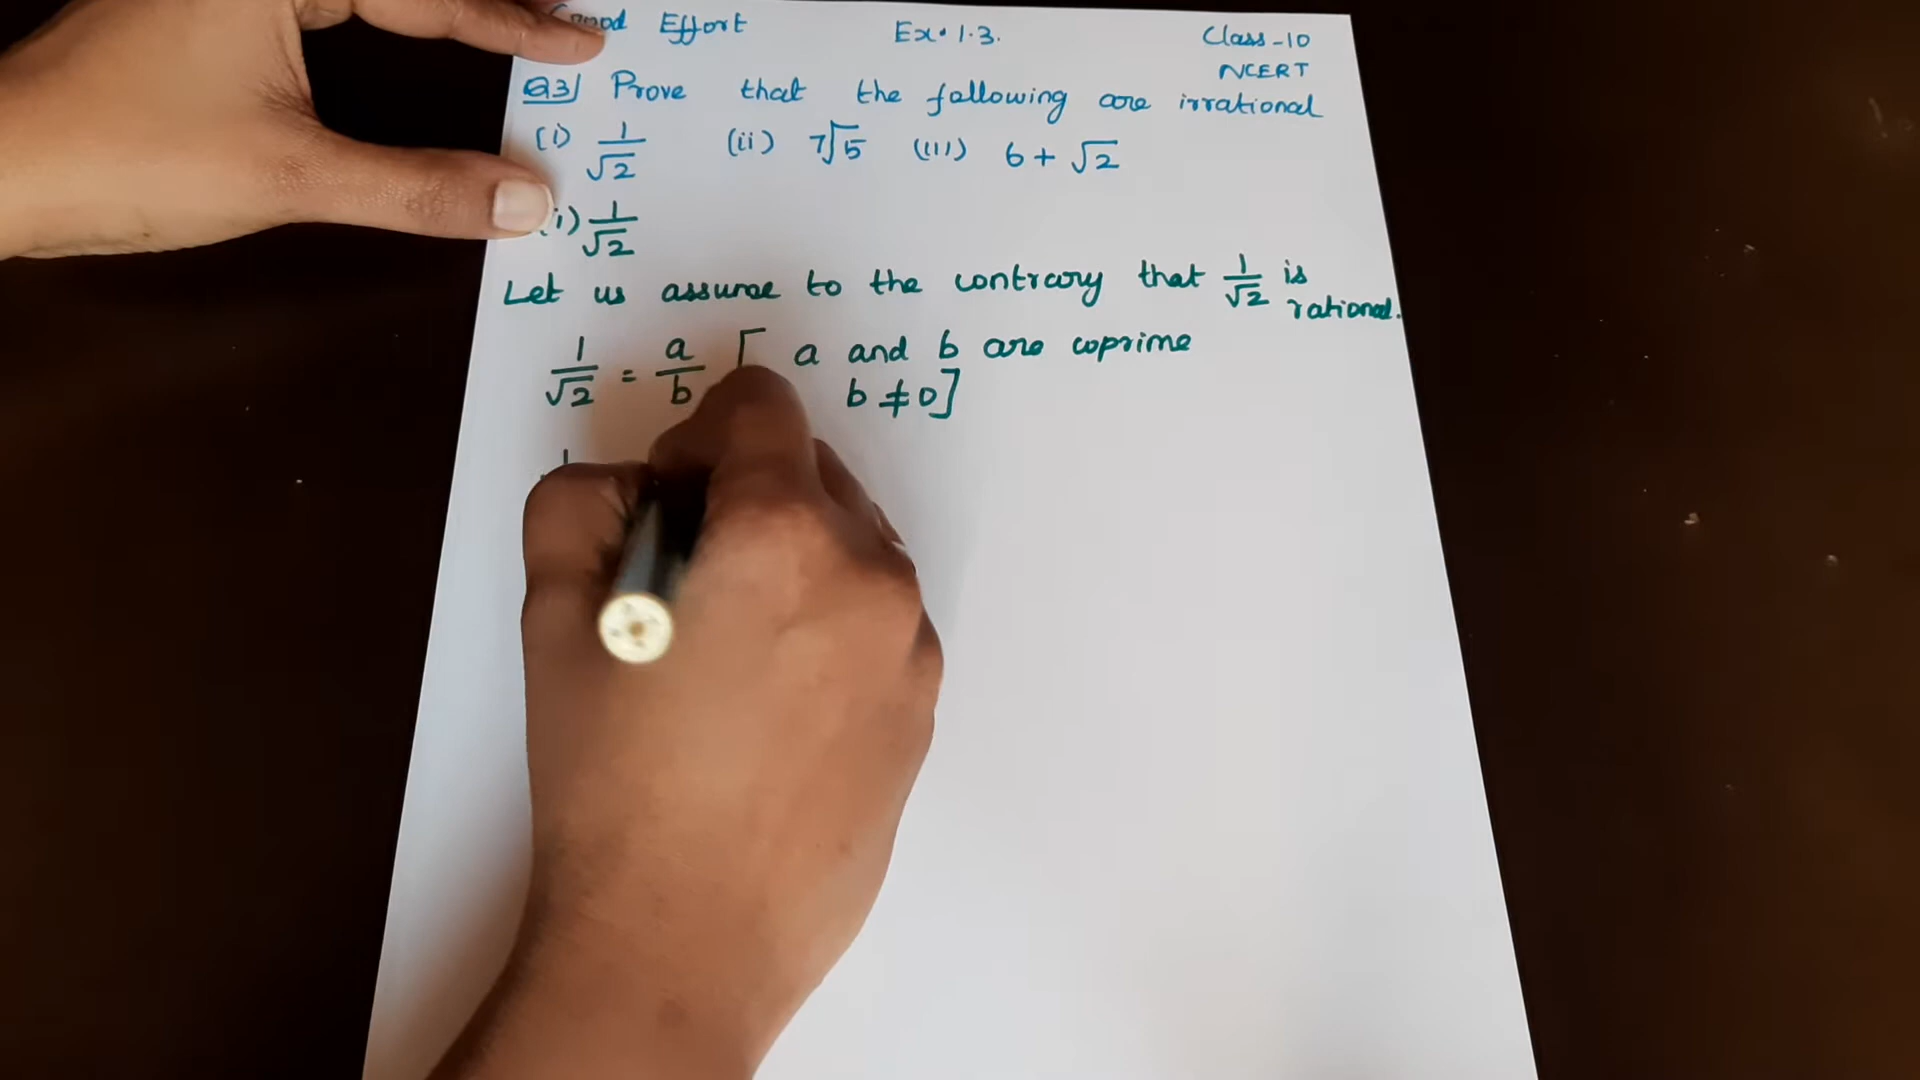 Effort Ex. 1.3. Class-10
NCERT
Q3) Prove that the following are irrational
(i) 1/√2 (ii) 7√5 (iii) 6 + √2
(i) 1/√2
Let us assume to the contrary that 1/√2 is
rational.
1/√2 = a/b [ a and b are coprime
b ≠ 0]
1